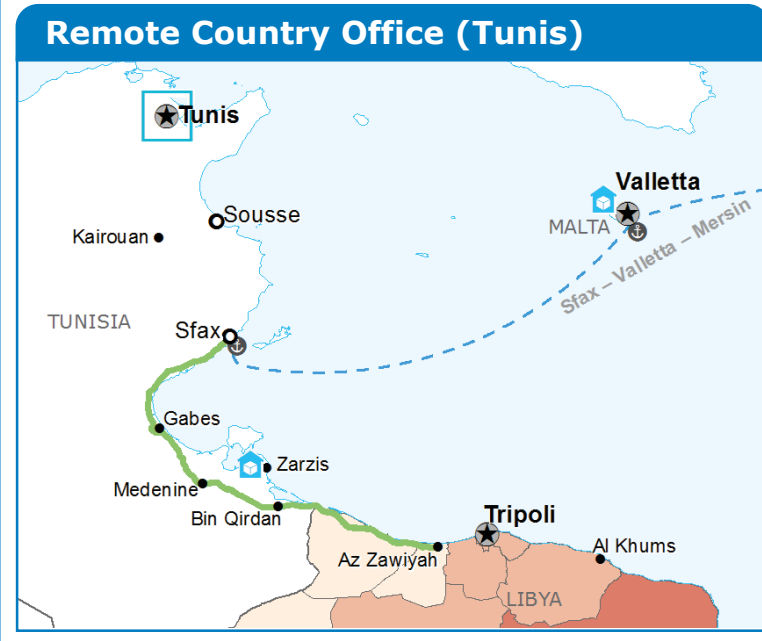 Remote Country Office (Tunis)
Tunis
Valletta
Sousse
MALTA
Kairouan
Sfax – Valletta – Mersin
TUNISIA
Sfax
Gabes
Zarzis
Medenine
Bin Qirdan
Tripoli
Az Zawiyah
Al Khums
LIBYA